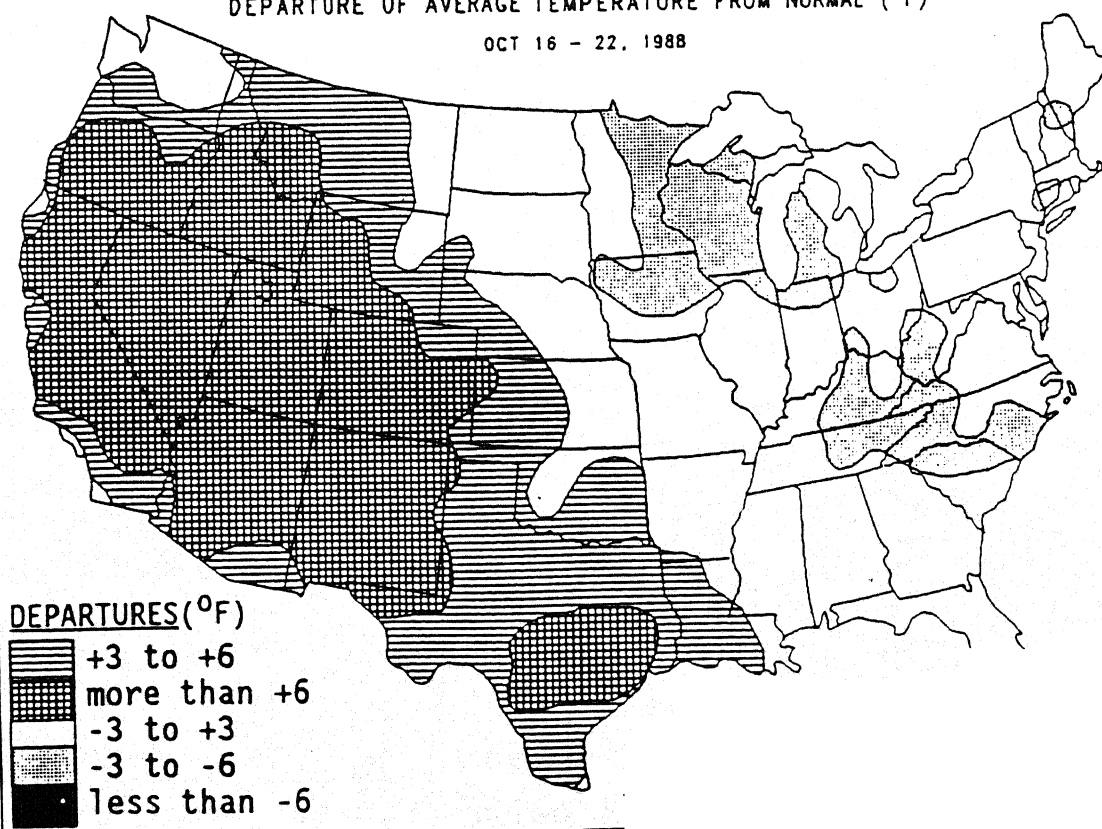 DEPARTURE OF AVERAGE TEMPERATURE FROM NORMAL (°F)
OCT 16 - 22, 1988
DEPARTURES(°F)
+3 to +6
more than +6
-3 to +3
-3 to -6
less than -6